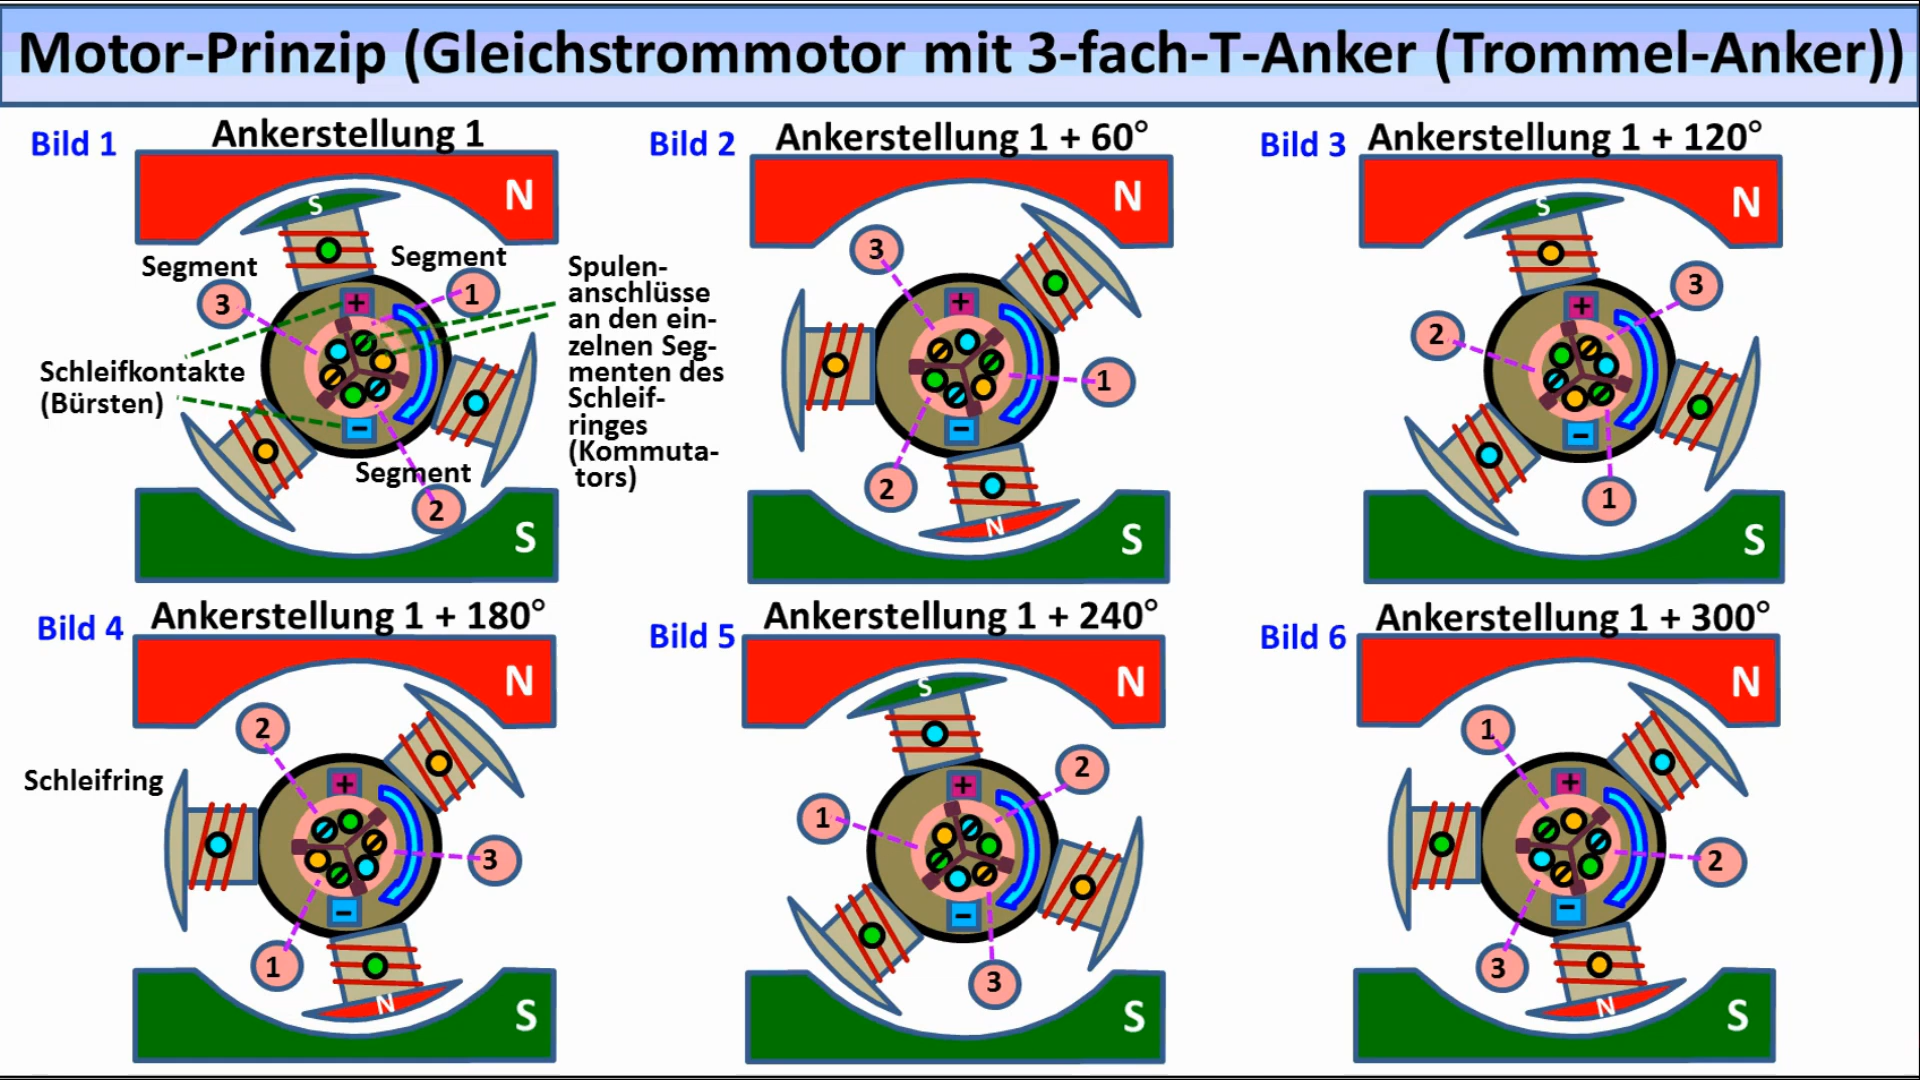 Motor-Prinzip (Gleichstrommotor mit 3-fach-T-Anker (Trommel-Anker))
Bild 1
Ankerstellung 1
N
S
Segment
Segment
3
1
+
Spulen-
anschlüsse
an den ein-
zelnen Seg-
menten des
Schleif-
ringes
(Kommuta-
tors)
Schleifkontakte
(Bürsten)
-
Segment
2
S
Bild 2
Ankerstellung 1 + 60°
N
3
+
1
2
-
N
S
Bild 3
Ankerstellung 1 + 120°
N
S
3
2
+
-
1
S
Bild 4
Ankerstellung 1 + 180°
N
2
Schleifring
+
3
-
1
N
S
Bild 5
Ankerstellung 1 + 240°
N
S
2
1
+
-
3
S
Bild 6
Ankerstellung 1 + 300°
N
1
+
2
-
3
N
S